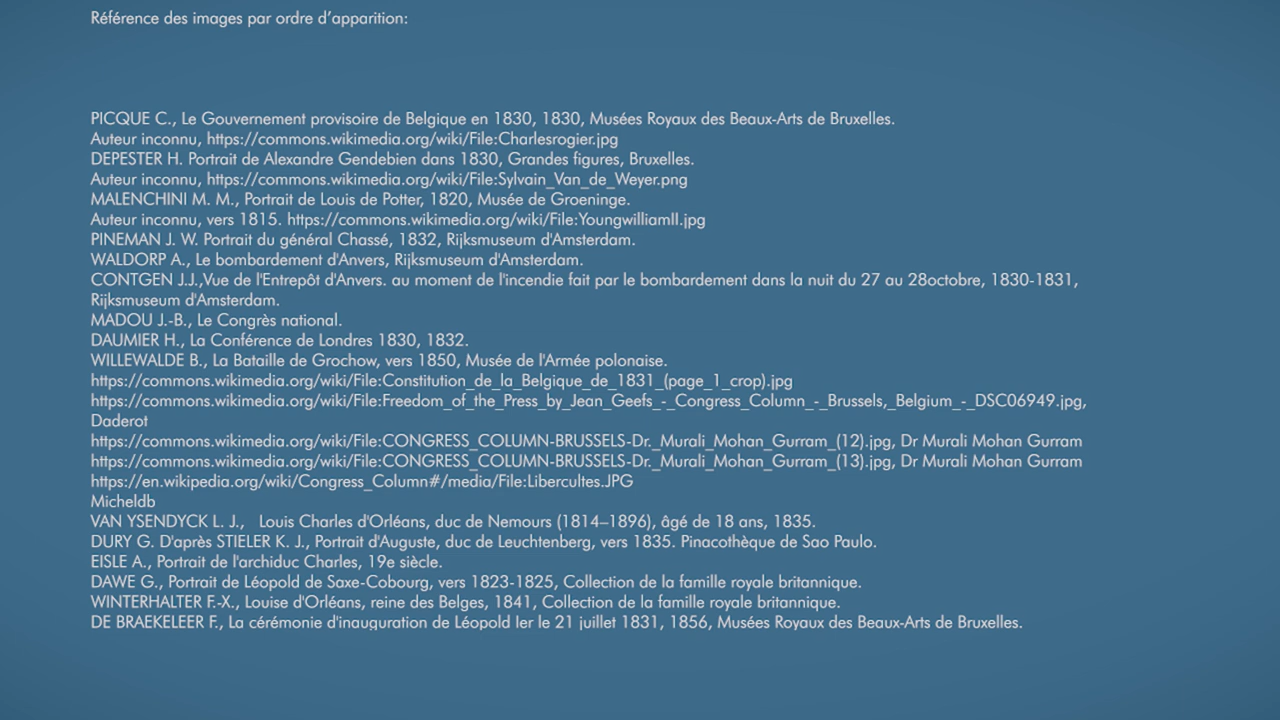 Référence des images par ordre d’apparition:
PICQUE C., Le Gouvernement provisoire de Belgique en 1830, 1830, Musées Royaux des Beaux-Arts de Bruxelles.
Auteur inconnu, https://commons.wikimedia.org/wiki/File:Charlesrogier.jpg
DEPESTER H. Portrait de Alexandre Gendebien dans 1830, Grandes figures, Bruxelles.
Auteur inconnu, https://commons.wikimedia.org/wiki/File:Sylvain_Van_de_Weyer.png
MALENCHINI M. M., Portrait de Louis de Potter, 1820, Musée de Groeninge.
Auteur inconnu, vers 1815. https://commons.wikimedia.org/wiki/File:YoungwilliamII.jpg
PINEMAN J. W. Portrait du général Chassé, 1832, Rijksmuseum d'Amsterdam.
WALDORP A., Le bombardement d'Anvers, Rijksmuseum d'Amsterdam.
CONTGEN J.J.,Vue de l'Entrepôt d'Anvers. au moment de l'incendie fait par le bombardement dans la nuit du 27 au 28octobre, 1830-1831,
Rijksmuseum d'Amsterdam.
MADOU J.-B., Le Congrès national.
DAUMIER H., La Conférence de Londres 1830, 1832.
WILLEWALDE B., La Bataille de Grochow, vers 1850, Musée de l'Armée polonaise.
https://commons.wikimedia.org/wiki/File:Constitution_de_la_Belgique_de_1831_(page_1_crop).jpg
https://commons.wikimedia.org/wiki/File:Freedom_of_the_Press_by_Jean_Geefs_-_Congress_Column_-_Brussels,_Belgium_-_DSC06949.jpg,
Daderot
https://commons.wikimedia.org/wiki/File:CONGRESS_COLUMN-BRUSSELS-Dr._Murali_Mohan_Gurram_(12).jpg, Dr Murali Mohan Gurram
https://commons.wikimedia.org/wiki/File:CONGRESS_COLUMN-BRUSSELS-Dr._Murali_Mohan_Gurram_(13).jpg, Dr Murali Mohan Gurram
https://en.wikipedia.org/wiki/Congress_Column#/media/File:Libercultes.JPG
Micheldb
VAN YSENDYCK L. J., Louis Charles d'Orléans, duc de Nemours (1814–1896), âgé de 18 ans, 1835.
DURY G. D'après STIELER K. J., Portrait d'Auguste, duc de Leuchtenberg, vers 1835. Pinacothèque de Sao Paulo.
EISLE A., Portrait de l'archiduc Charles, 19e siècle.
DAWE G., Portrait de Léopold de Saxe-Cobourg, vers 1823-1825, Collection de la famille royale britannique.
WINTERHALTER F.-X., Louise d'Orléans, reine des Belges, 1841, Collection de la famille royale britannique.
DE BRAEKELEER F., La cérémonie d'inauguration de Léopold Ier le 21 juillet 1831, 1856, Musées Royaux des Beaux-Arts de Bruxelles.